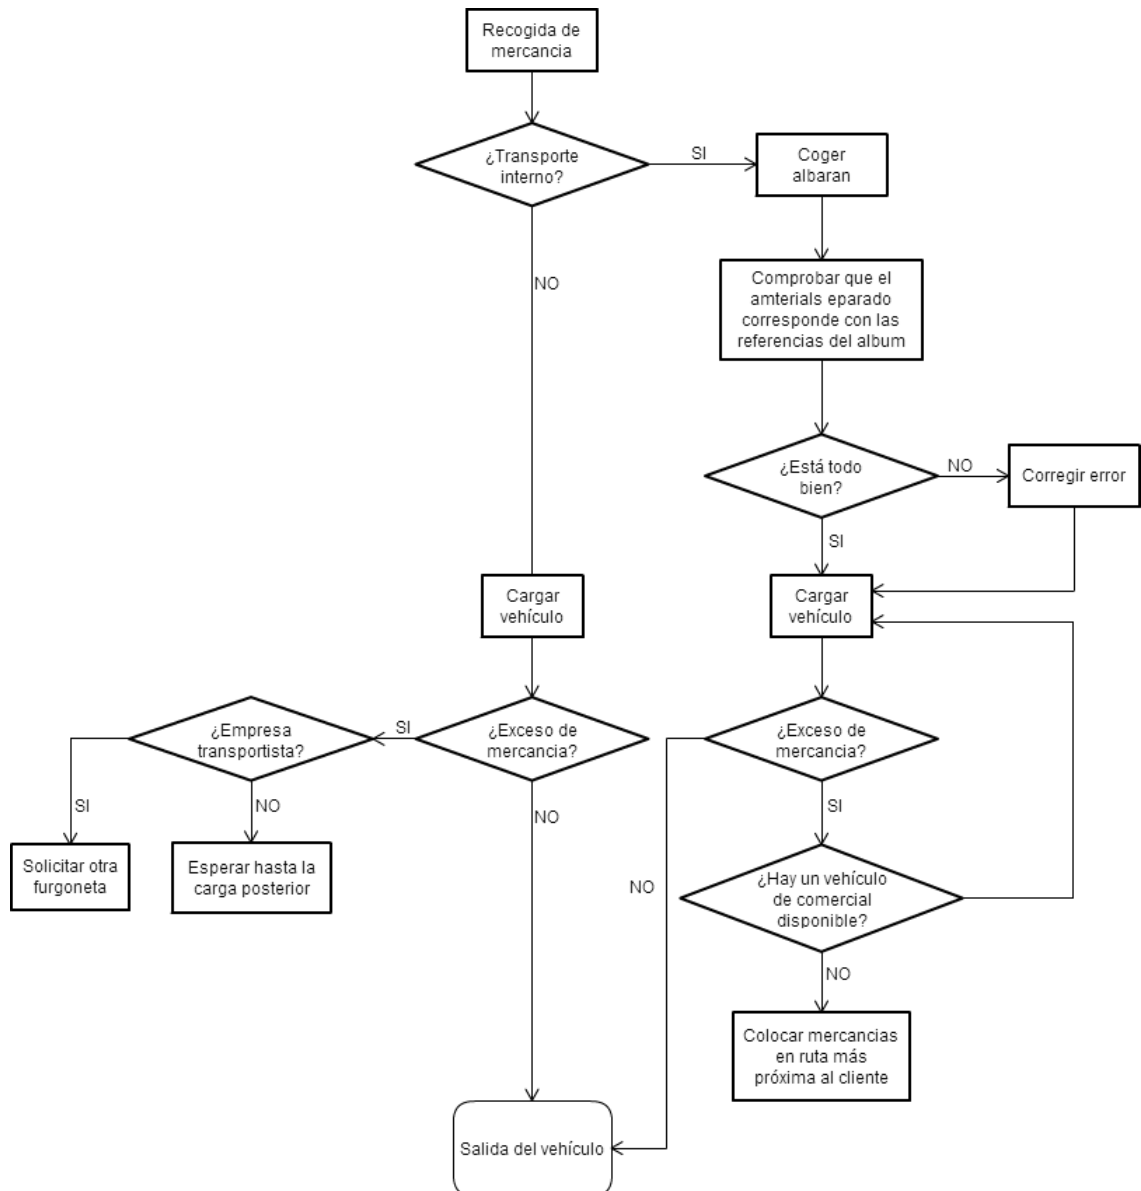 Recogida de
mercancia
¿Transporte
interno?
SI
Coger
albaran
NO
Comprobar que el
amterials eparado
corresponde con las
referencias del album
¿Está todo
bien?
NO
Corregir error
SI
Cargar
vehículo
Cargar
vehículo
¿Empresa
transportista?
SI
¿Exceso de
mercancia?
¿Exceso de
mercancia?
SI
NO
NO
SI
Solicitar otra
furgoneta
Esperar hasta la
carga posterior
NO
¿Hay un vehículo
de comercial
disponible?
NO
Colocar mercancias
en ruta más
próxima al cliente
Salida del vehículo